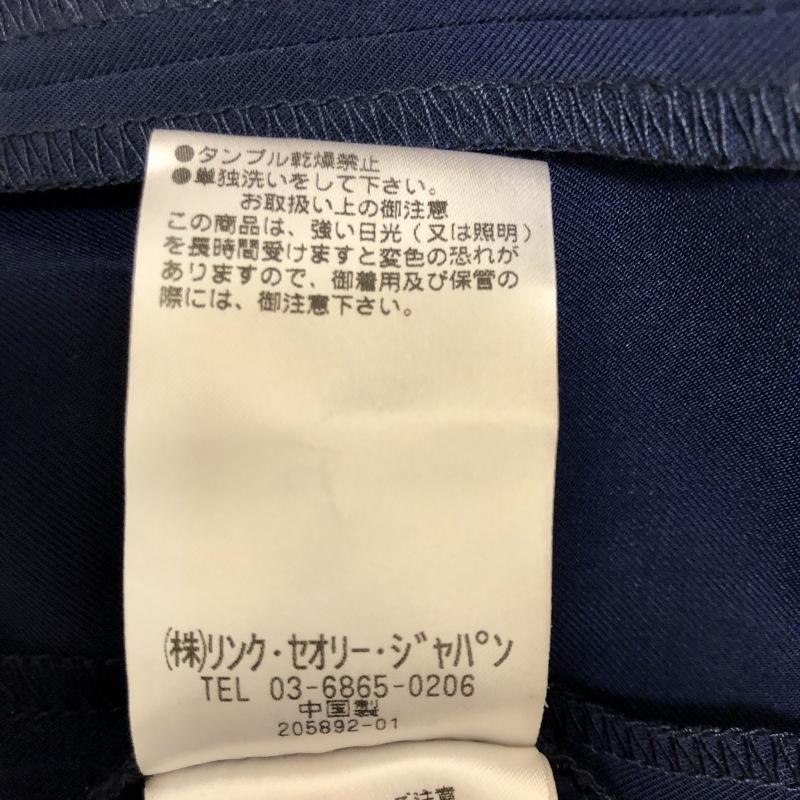 ●タンブル乾燥禁止
●単独洗いをして下さい。
お取扱い上の御注意
この商品は、強い日光（又は照明）
を長時間受けますと変色の恐れが
ありますので、御着用及び保管の
際には、御注意下さい。
㈱リンク・セオリー・ジャパン
TEL 03-6865-0206
中国製
205892-01
ご注意